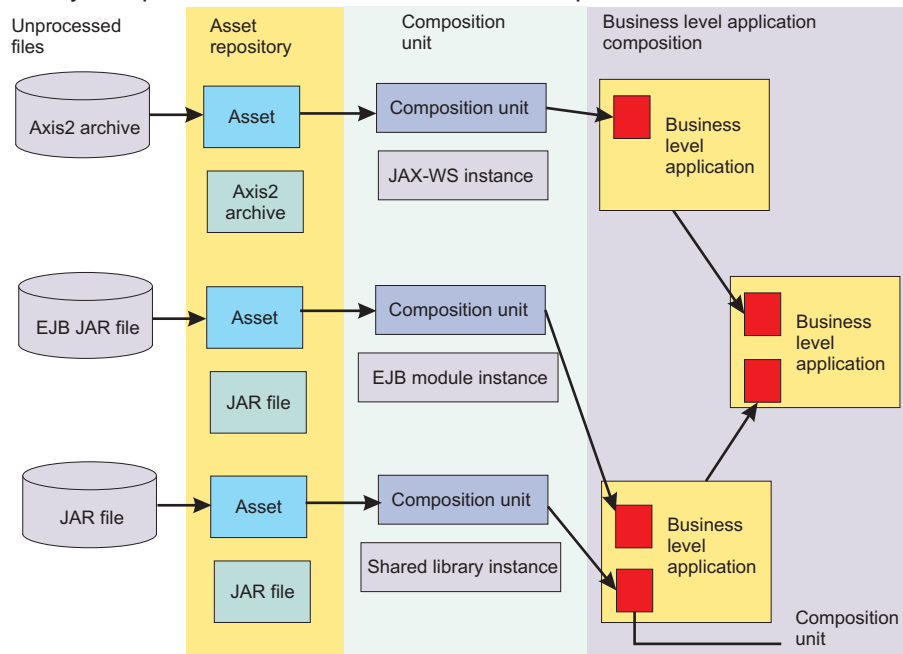 Unprocessed
files
Asset
repository
Composition
unit
Business level application
composition
Axis2 archive
Asset
Composition unit
Business
level
application
JAX-WS instance
Axis2
archive
EJB JAR file
Asset
Composition unit
Business
level
application
EJB module instance
JAR file
JAR file
Asset
Composition unit
Business
level
application
Shared library instance
JAR file
Composition
unit